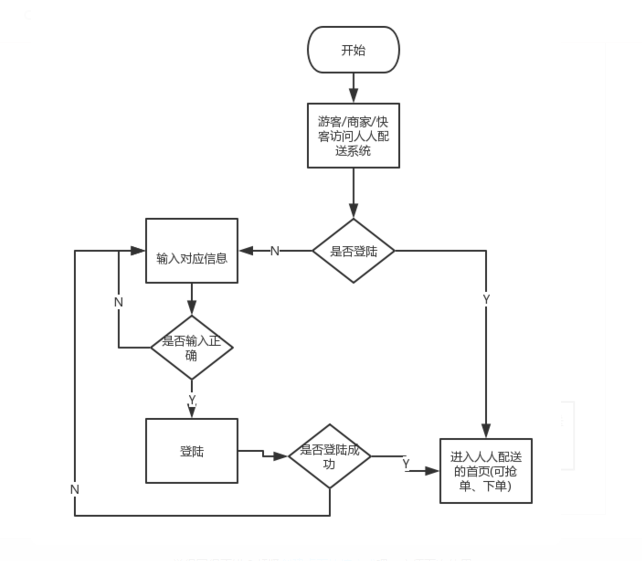 开始
游客/商家/快
客访问人人配
送系统
输入对应信息
N
是否登陆
N
Y
是否输入正
确
Y
登陆
是否登陆成
功
Y
进入人人配送
的首页(可抢
单、下单)
N